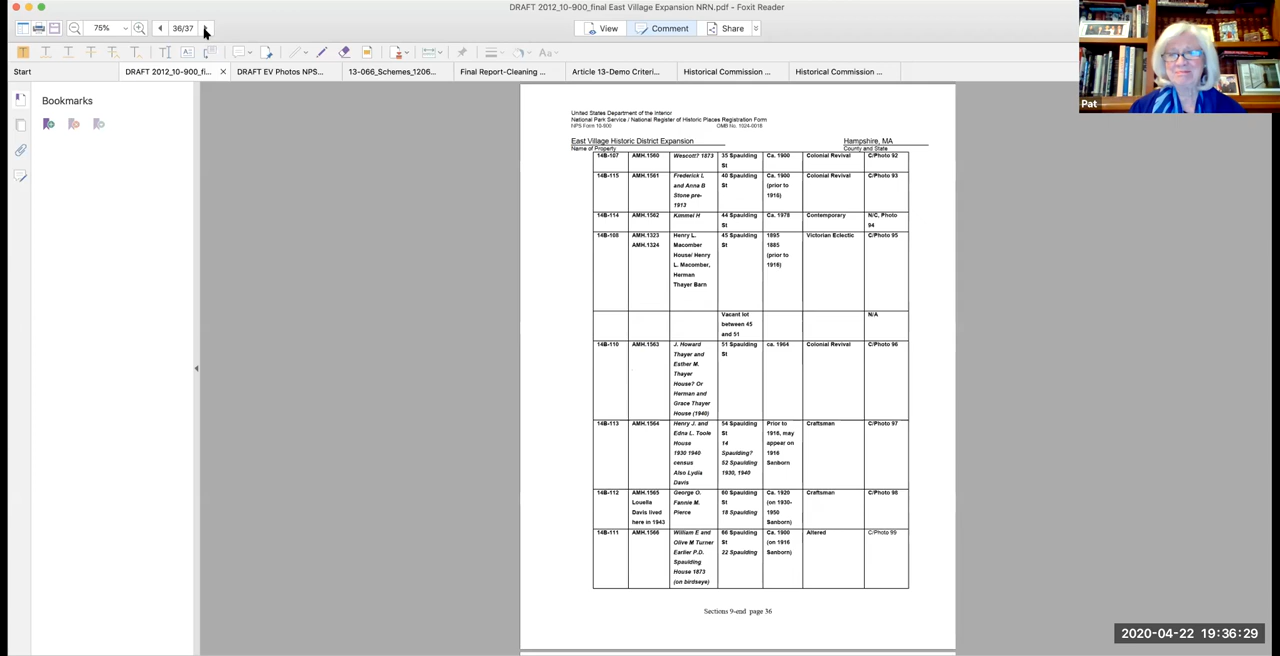 DRAFT 2012_10-900_final East Village Expansion NRN.pdf - Foxit Reader
75%
36/37
View
Comment
Share
Start
DRAFT 2012_10-900_fi...
DRAFT EV Photos NPS...
13-066_Schemes_1206...
Final Report-Cleaning ...
Article 13-Demo Criteri...
Historical Commission ...
Historical Commission ...
Bookmarks
Pat
United States Department of the Interior
National Park Service / National Register of Historic Places Registration Form
NPS Form 10-900 OMB No. 1024-0018
East Village Historic District Expansion Hampshire, MA
Name of Property County and State
14B-107 AMH.1560 Wescott? 1873 35 Spaulding Ca. 1900 Colonial Revival C/Photo 92
St
14B-115 AMH.1561 Frederick L 40 Spaulding Ca. 1900 Colonial Revival C/Photo 93
and Anna B St (prior to
Stone pre- 1916)
1913
14B-114 AMH.1562 Kimmel H 44 Spaulding Ca. 1978 Contemporary N/C, Photo
St 94
14B-108 AMH.1323 Henry L. 45 Spaulding 1895 Victorian Eclectic C/Photo 95
AMH.1324 Macomber St 1885
House/ Henry (prior to
L. Macomber, 1916)
Herman
Thayer Barn
Vacant lot N/A
between 45
and 51
14B-110 AMH.1563 J. Howard 51 Spaulding ca. 1964 Colonial Revival C/Photo 96
Thayer and St
Esther M.
Thayer
House? Or
Herman and
Grace Thayer
House (1940)
14B-113 AMH.1564 Henry J. and 54 Spaulding Prior to Craftsman C/Photo 97
Edna L. Toole St 1916, may
House 14 appear on
1930 1940 Spaulding? 1916
census 52 Spaulding Sanborn
Also Lydia 1930, 1940
Davis
14B-112 AMH.1565 George O. 60 Spaulding Ca. 1920 Craftsman C/Photo 98
Louella Fannie M. St (on 1930-
Davis lived Pierce 18 Spaulding 1950
here in 1943 Sanborn)
14B-111 AMH.1566 William E and 66 Spaulding Ca. 1900 Altered C/Photo 99
Olive M Turner St (on 1916
Earlier P.D. 22 Spaulding Sanborn)
Spaulding
House 1873
(on birdseye)
Sections 9-end page 36
2020-04-22 19:36:29